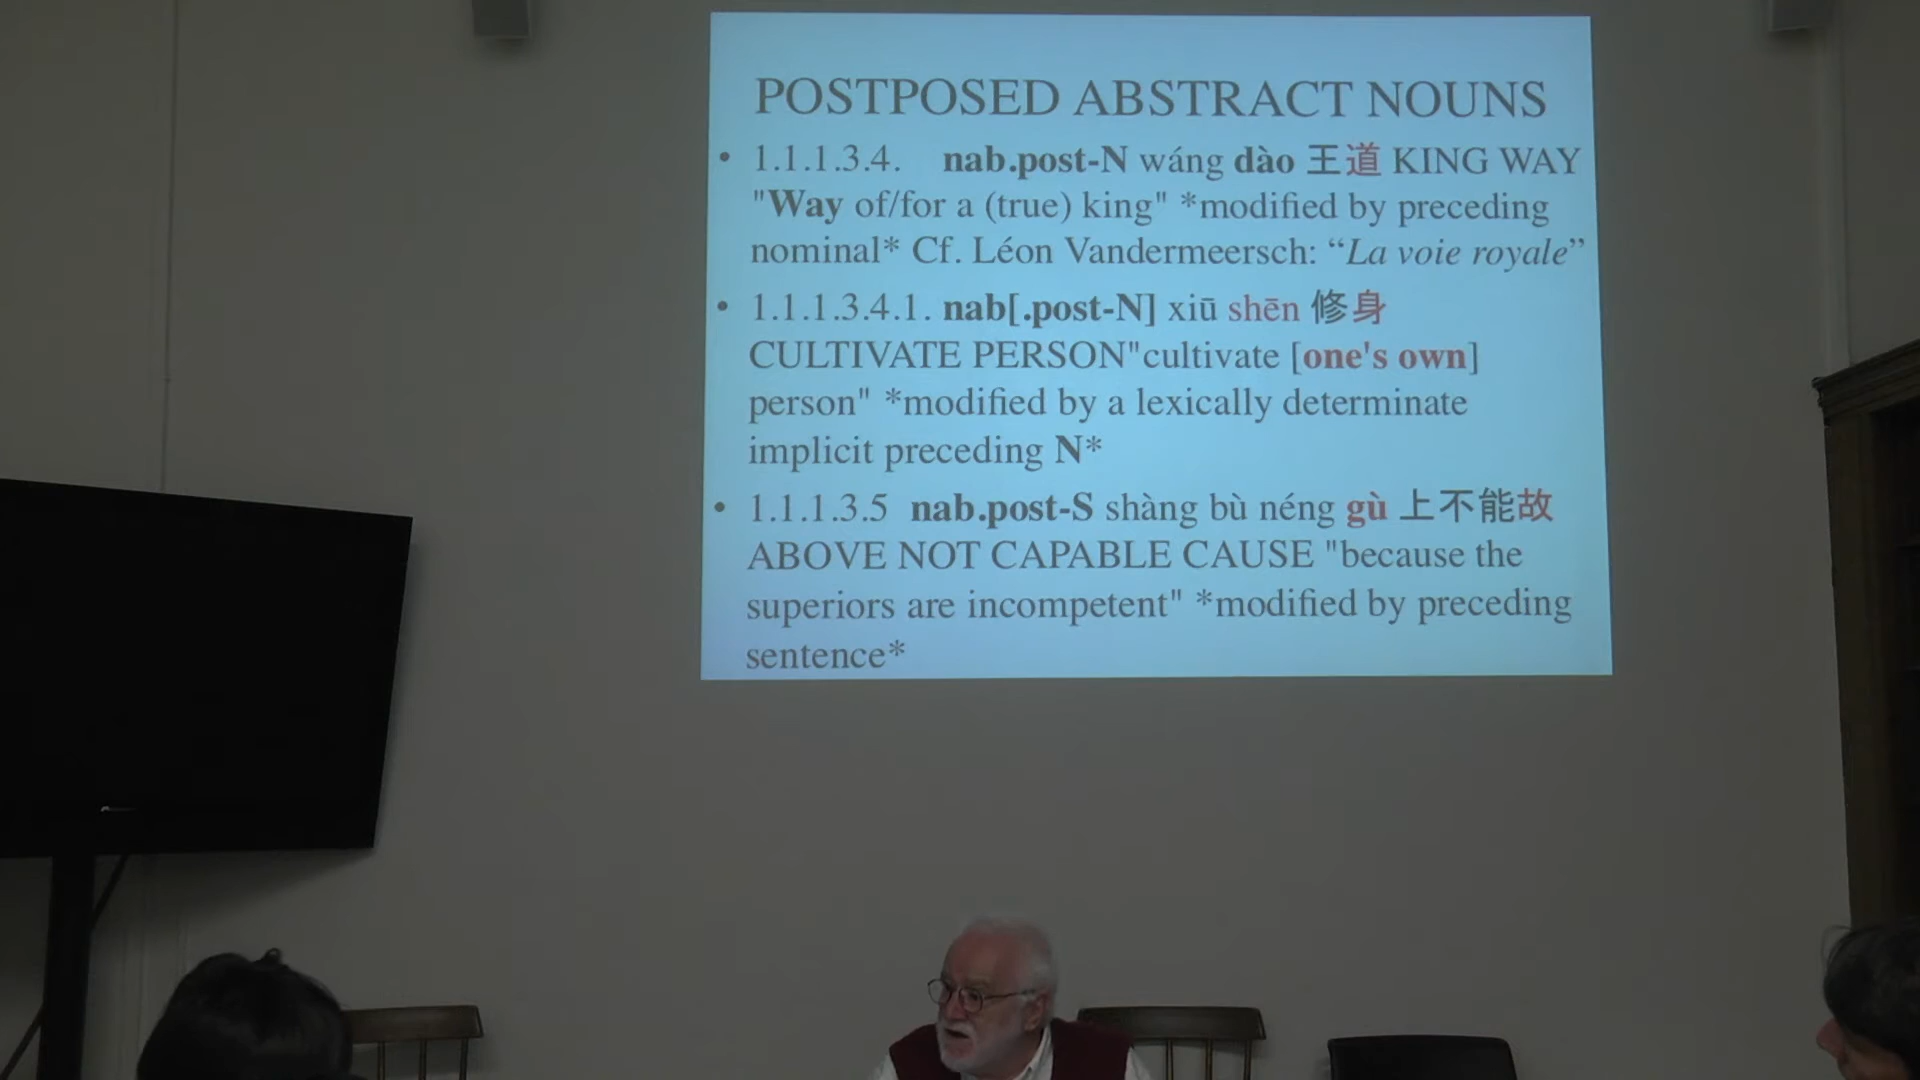 POSTPOSED ABSTRACT NOUNS
• 1.1.1.3.4. nab.post-N wáng dào 王道 KING WAY
"Way of/for a (true) king" *modified by preceding
nominal* Cf. Léon Vandermeersch: “La voie royale”
• 1.1.1.3.4.1. nab[.post-N] xiū shēn 修身
CULTIVATE PERSON"cultivate [one's own]
person" *modified by a lexically determinate
implicit preceding N*
• 1.1.1.3.5 nab.post-S shàng bù néng gù 上不能故
ABOVE NOT CAPABLE CAUSE "because the
superiors are incompetent" *modified by preceding
sentence*